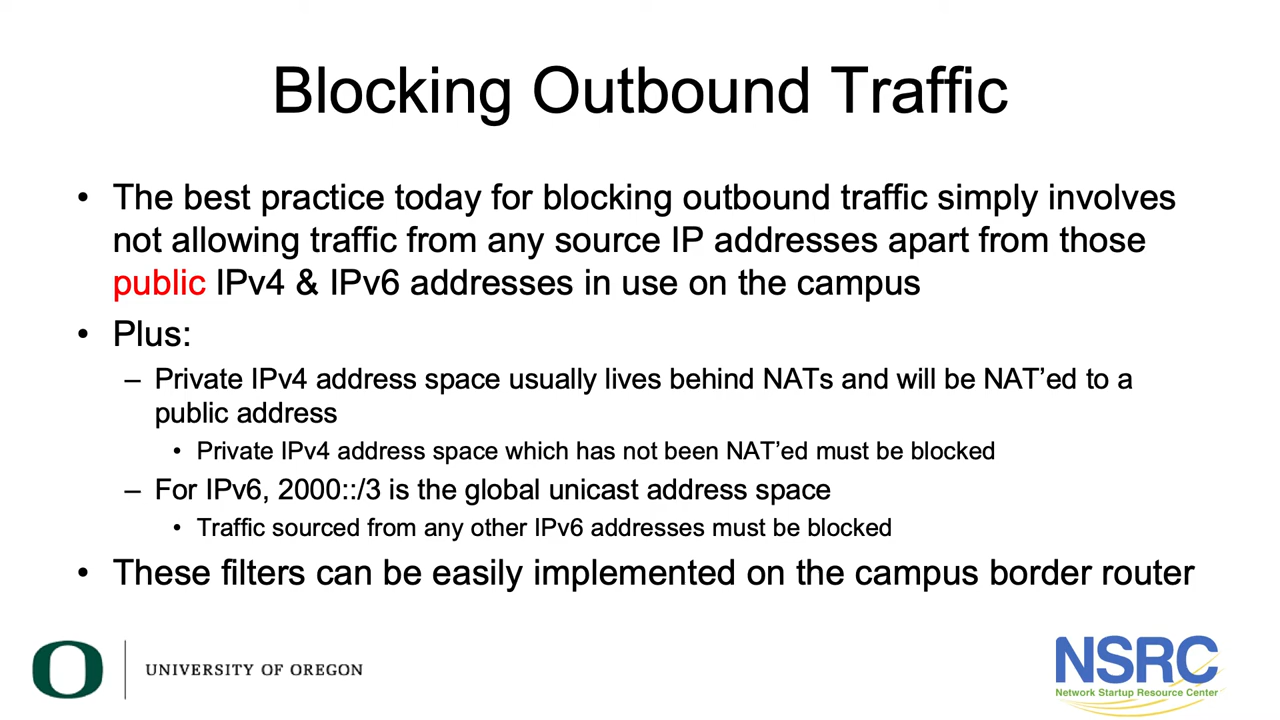 Blocking Outbound Traffic
• The best practice today for blocking outbound traffic simply involves
not allowing traffic from any source IP addresses apart from those
public IPv4 & IPv6 addresses in use on the campus
• Plus:
– Private IPv4 address space usually lives behind NATs and will be NAT’ed to a
public address
• Private IPv4 address space which has not been NAT’ed must be blocked
– For IPv6, 2000::/3 is the global unicast address space
• Traffic sourced from any other IPv6 addresses must be blocked
• These filters can be easily implemented on the campus border router
O
UNIVERSITY OF OREGON
NSRC
Network Startup Resource Center